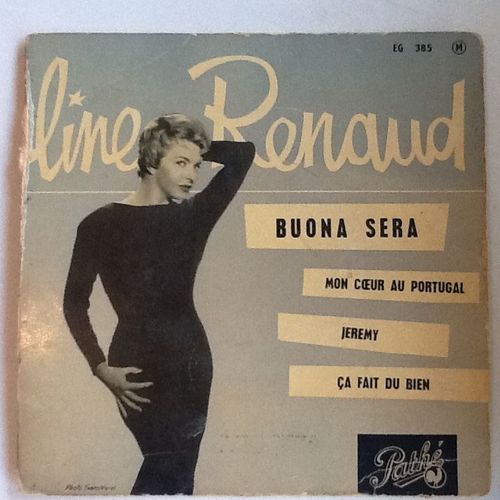 EG 385 M
line Renaud
BUONA SERA
MON CŒUR AU PORTUGAL
JEREMY
ÇA FAIT DU BIEN
Pathé